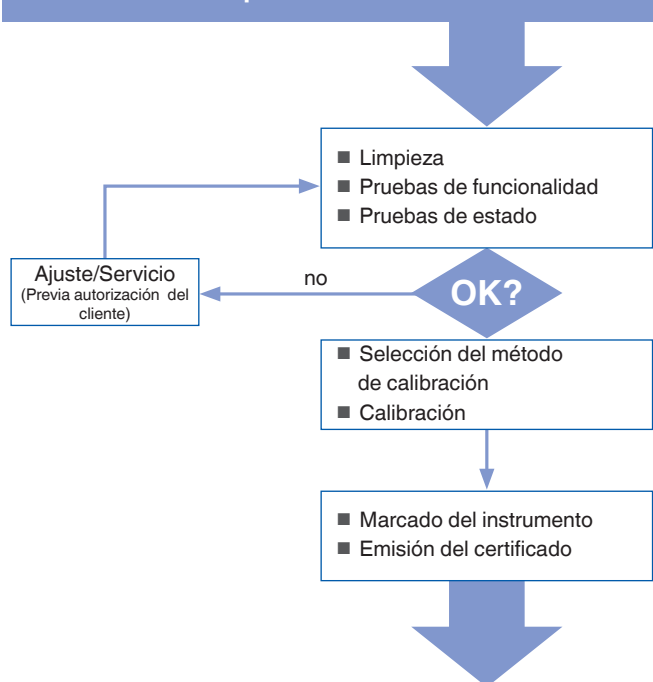 ■ Limpieza
■ Pruebas de funcionalidad
■ Pruebas de estado
Ajuste/Servicio
(Previa autorización del
cliente)
no
OK?
■ Selección del método
de calibración
■ Calibración
■ Marcado del instrumento
■ Emisión del certificado